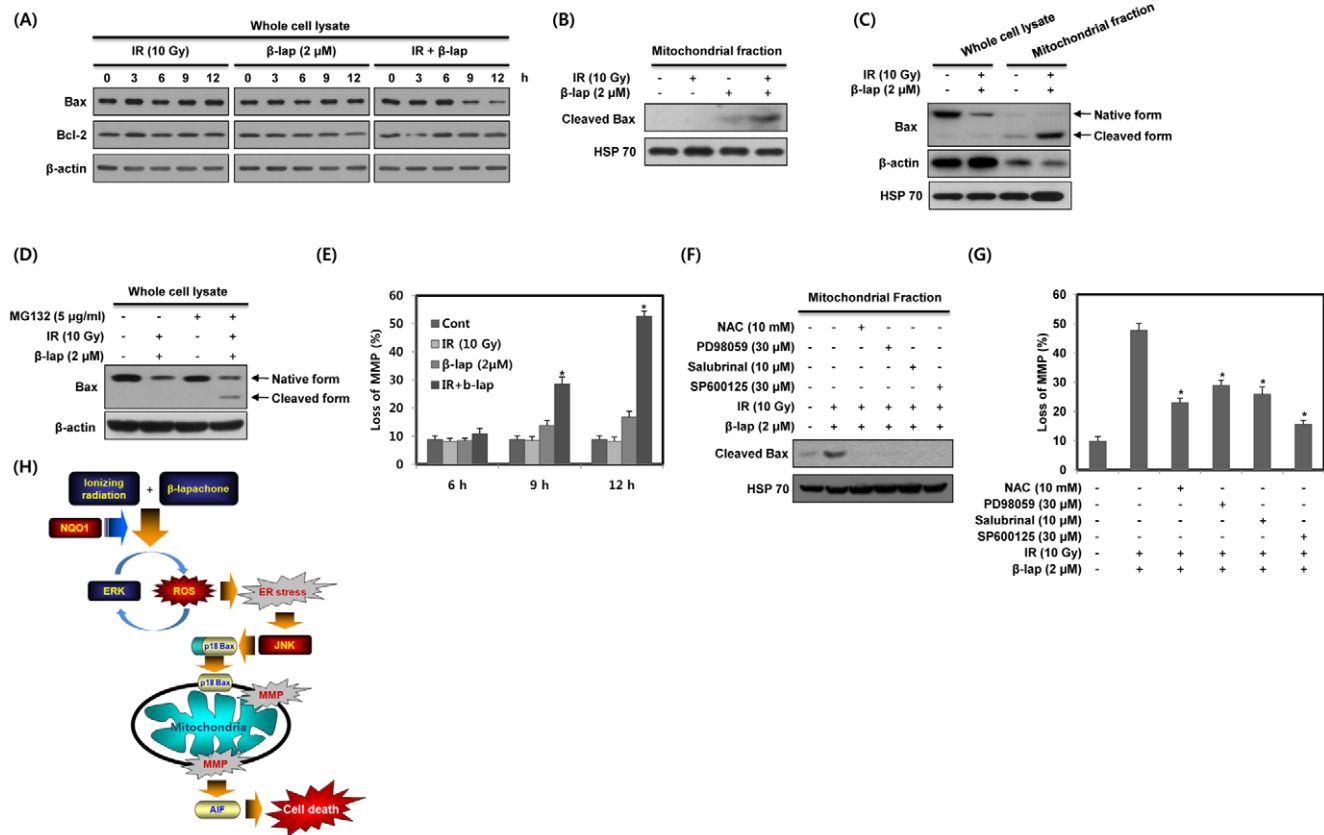 (A)
Whole cell lysate
IR (10 Gy) β-lap (2 μM) IR + β-lap
0 3 6 9 12 0 3 6 9 12 0 3 6 9 12 h
Bax
Bcl-2
β-actin
(B)
Mitochondrial fraction
IR (10 Gy) - + - +
β-lap (2 μM) - - + +
Cleaved Bax
HSP 70
(C)
Whole cell lysate
Mitochondrial fraction
IR (10 Gy) - + - +
β-lap (2 μM) - + - +
Bax
Native form
Cleaved form
β-actin
HSP 70
(D)
Whole cell lysate
MG132 (5 μg/ml) - - + +
IR (10 Gy) - + - +
β-lap (2 μM) - + - +
Bax
Native form
Cleaved form
β-actin
(E)
Loss of MMP (%)
60
50
40
30
20
10
0
Cont
IR (10 Gy)
β-lap (2μM)
IR+b-lap
*
*
6 h 9 h 12 h
(F)
Mitochondrial Fraction
NAC (10 mM) - - + - - -
PD98059 (30 μM) - - - + - -
Salubrinal (10 μM) - - - - + -
SP600125 (30 μM) - - - - - +
IR (10 Gy) - + + + + +
β-lap (2 μM) - + + + + +
Cleaved Bax
HSP 70
(G)
Loss of MMP (%)
60
50
40
30
20
10
0
* * * *
NAC (10 mM) - - + - - -
PD98059 (30 μM) - - - + - -
Salubrinal (10 μM) - - - - + -
SP600125 (30 μM) - - - - - +
IR (10 Gy) - + + + + +
β-lap (2 μM) - + + + + +
(H)
Ionizing radiation + β-lapachone
NQO1
ERK
ROS
ER stress
p18 Bax
JNK
p18 Bax
MMP
Mitochondria
MMP
AIF
Cell death